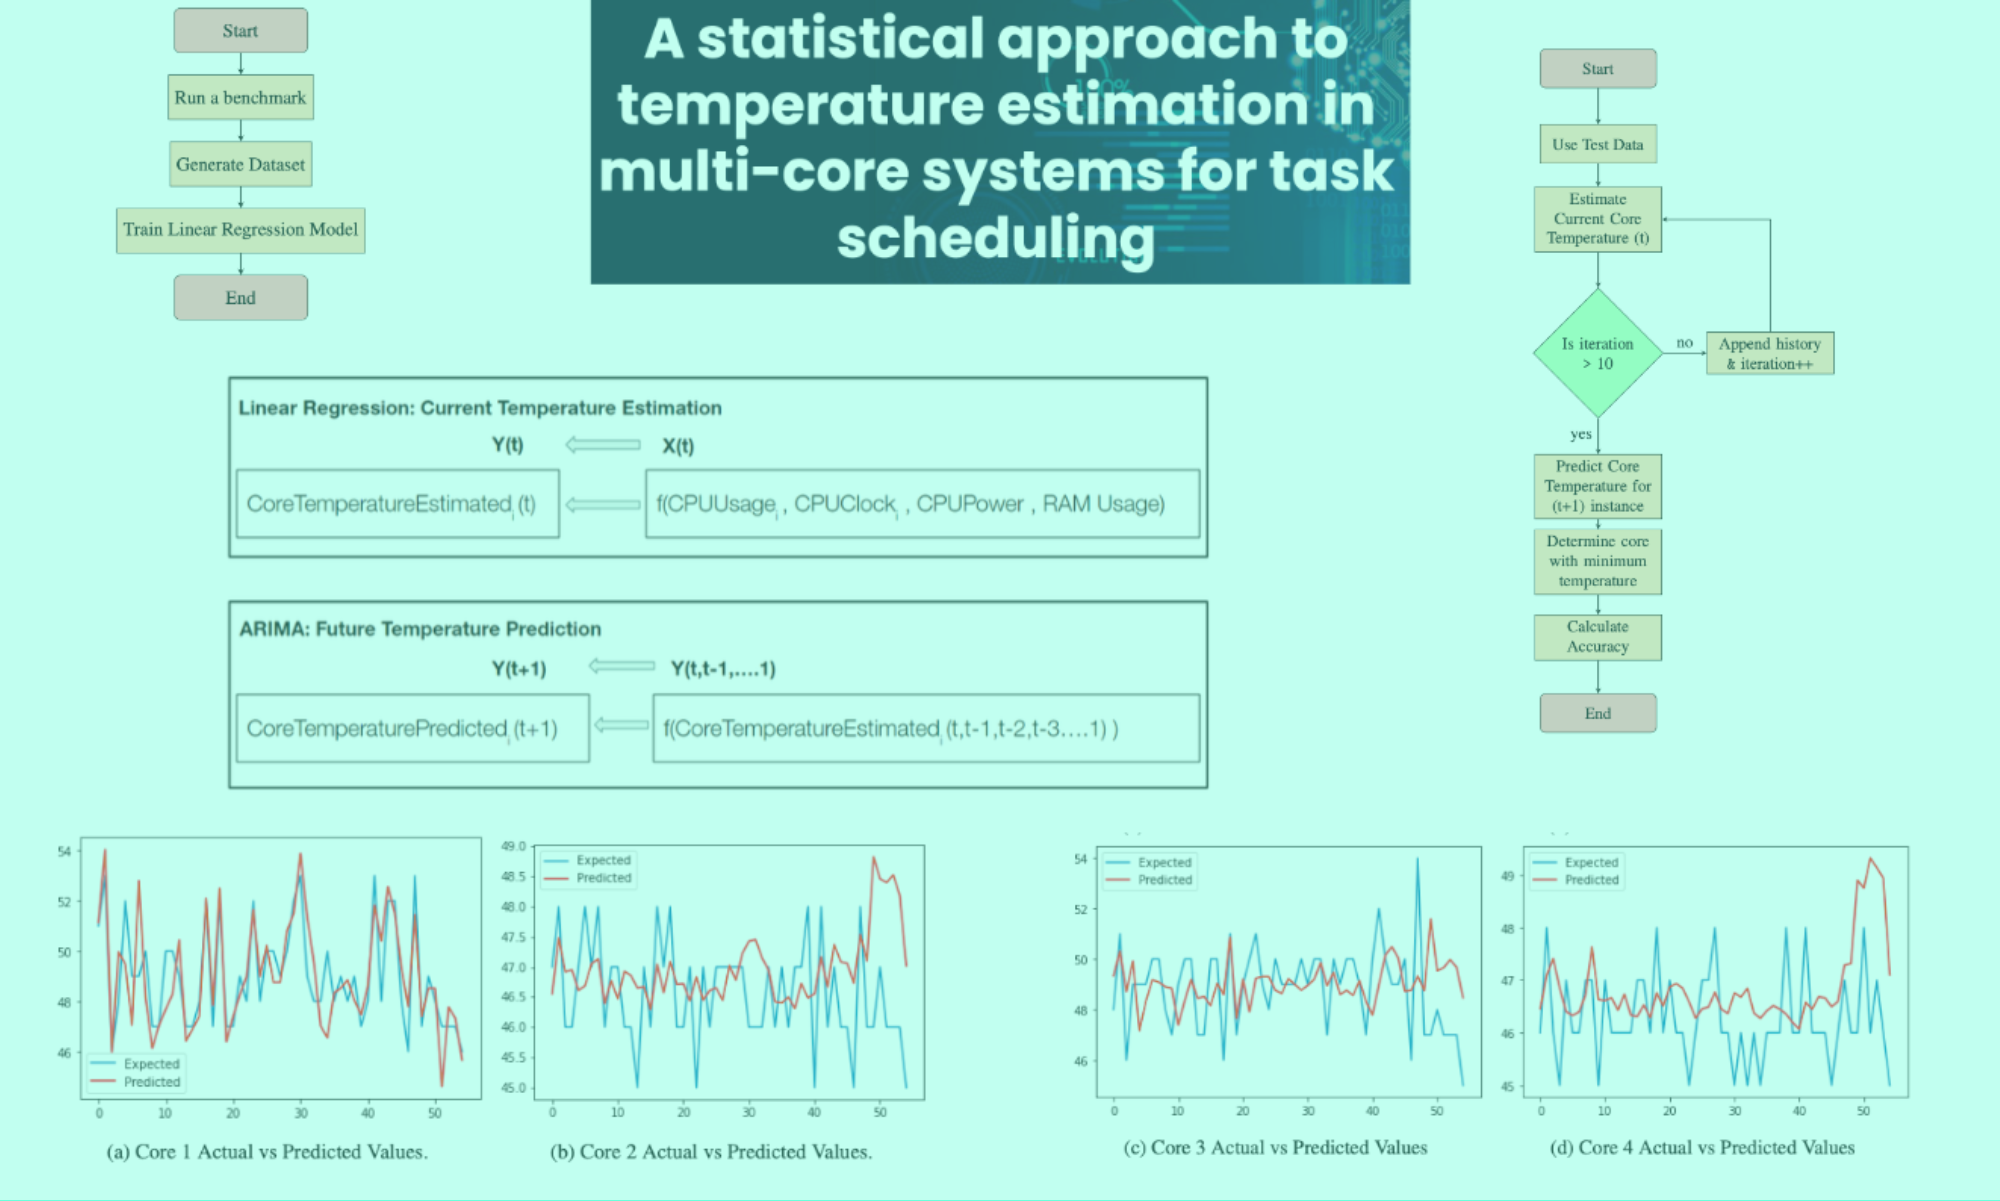 Start
Run a benchmark
Generate Dataset
Train Linear Regression Model
End
A statistical approach to
temperature estimation in
multi-core systems for task
scheduling
Start
Use Test Data
Estimate
Current Core
Temperature (t)
Is iteration
> 10
no
Append history
& iteration++
yes
Predict Core
Temperature for
(t+1) instance
Determine core
with minimum
temperature
Calculate
Accuracy
End
Linear Regression: Current Temperature Estimation
Y(t) X(t)
CoreTemperatureEstimated i (t) f(CPUUsage i , CPUClock i , CPUPower , RAM Usage)
ARIMA: Future Temperature Prediction
Y(t+1) Y(t,t-1,....1)
CoreTemperaturePredicted i (t+1) f(CoreTemperatureEstimated i (t,t-1,t-2,t-3....1) )
54
52
50
48
46
Expected
Predicted
0 10 20 30 40 50
(a) Core 1 Actual vs Predicted Values.
49.0
48.5
48.0
47.5
47.0
46.5
46.0
45.5
45.0
Expected
Predicted
0 10 20 30 40 50
(b) Core 2 Actual vs Predicted Values.
54
52
50
48
46
Expected
Predicted
0 10 20 30 40 50
(c) Core 3 Actual vs Predicted Values
49
48
47
46
45
Expected
Predicted
0 10 20 30 40 50
(d) Core 4 Actual vs Predicted Values